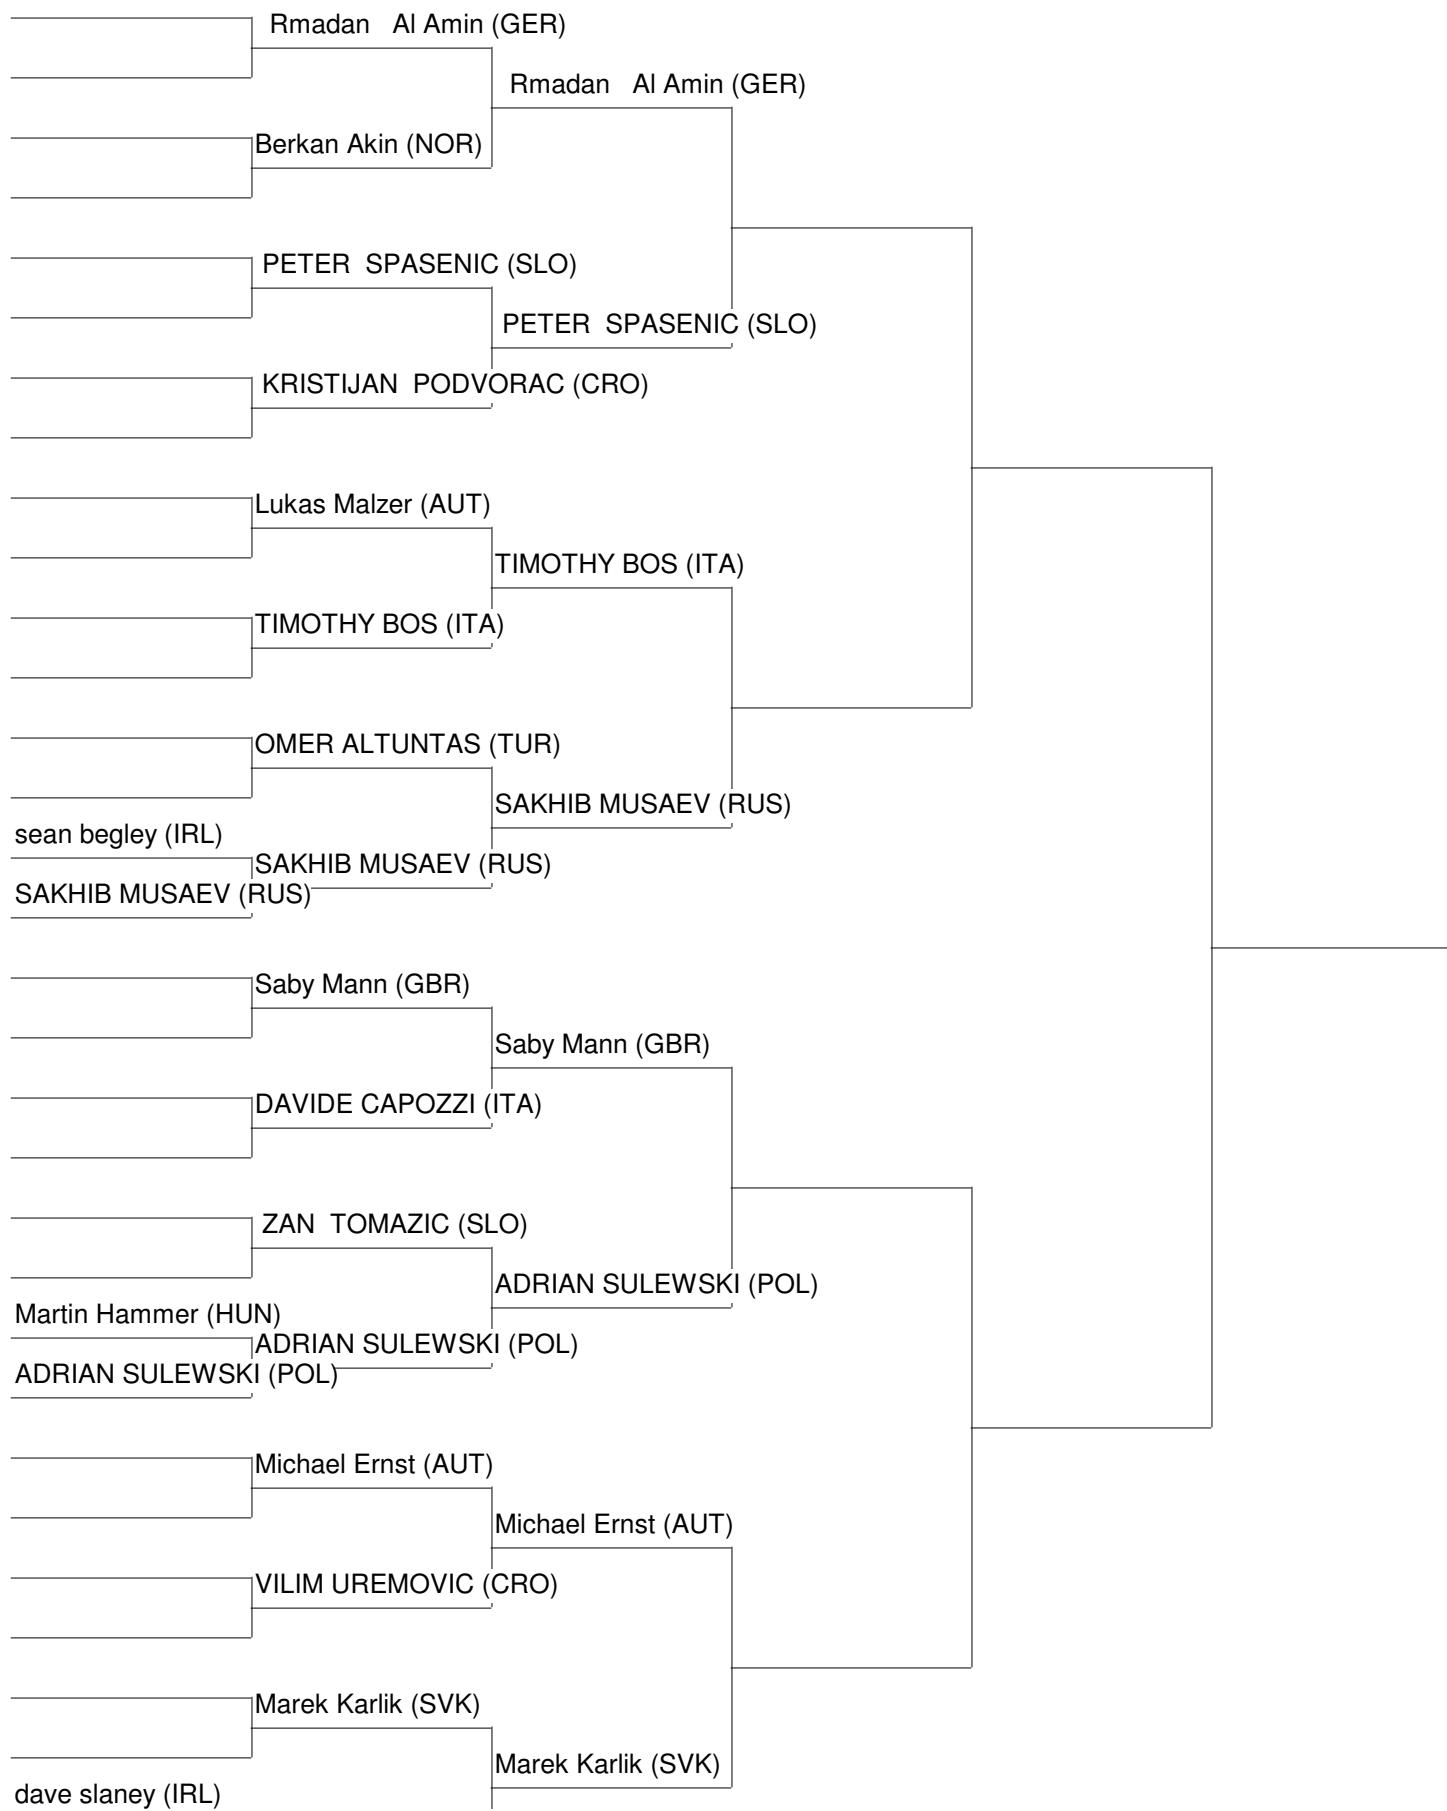 Rmadan Al Amin (GER)
Rmadan Al Amin (GER)
Berkan Akin (NOR)
PETER SPASENIC (SLO)
PETER SPASENIC (SLO)
KRISTIJAN PODVORAC (CRO)
Lukas Malzer (AUT)
TIMOTHY BOS (ITA)
TIMOTHY BOS (ITA)
OMER ALTUNTAS (TUR)
SAKHIB MUSAEV (RUS)
sean begley (IRL)
SAKHIB MUSAEV (RUS)
SAKHIB MUSAEV (RUS)
Saby Mann (GBR)
Saby Mann (GBR)
DAVIDE CAPOZZI (ITA)
ZAN TOMAZIC (SLO)
ADRIAN SULEWSKI (POL)
Martin Hammer (HUN)
ADRIAN SULEWSKI (POL)
ADRIAN SULEWSKI (POL)
Michael Ernst (AUT)
Michael Ernst (AUT)
VILIM UREMOVIC (CRO)
Marek Karlik (SVK)
Marek Karlik (SVK)
dave slaney (IRL)